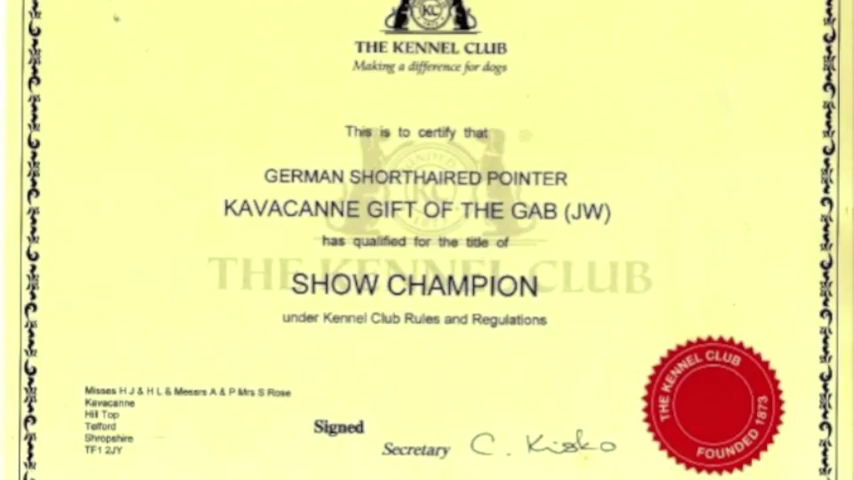 KC
THE KENNEL CLUB
Making a difference for dogs
This is to certify that
GERMAN SHORTHAIRED POINTER
KAVACANNE GIFT OF THE GAB (JW)
has qualified for the title of
THE KENNEL CLUB
SHOW CHAMPION
under Kennel Club Rules and Regulations
Misses H J & H L & Messrs A & P Mrs S Rose
Kavacanne
Hill Top
Telford
Shropshire
TF1 2JY
Signed
Secretary C. Kisko
THE KENNEL CLUB
FOUNDED 1873